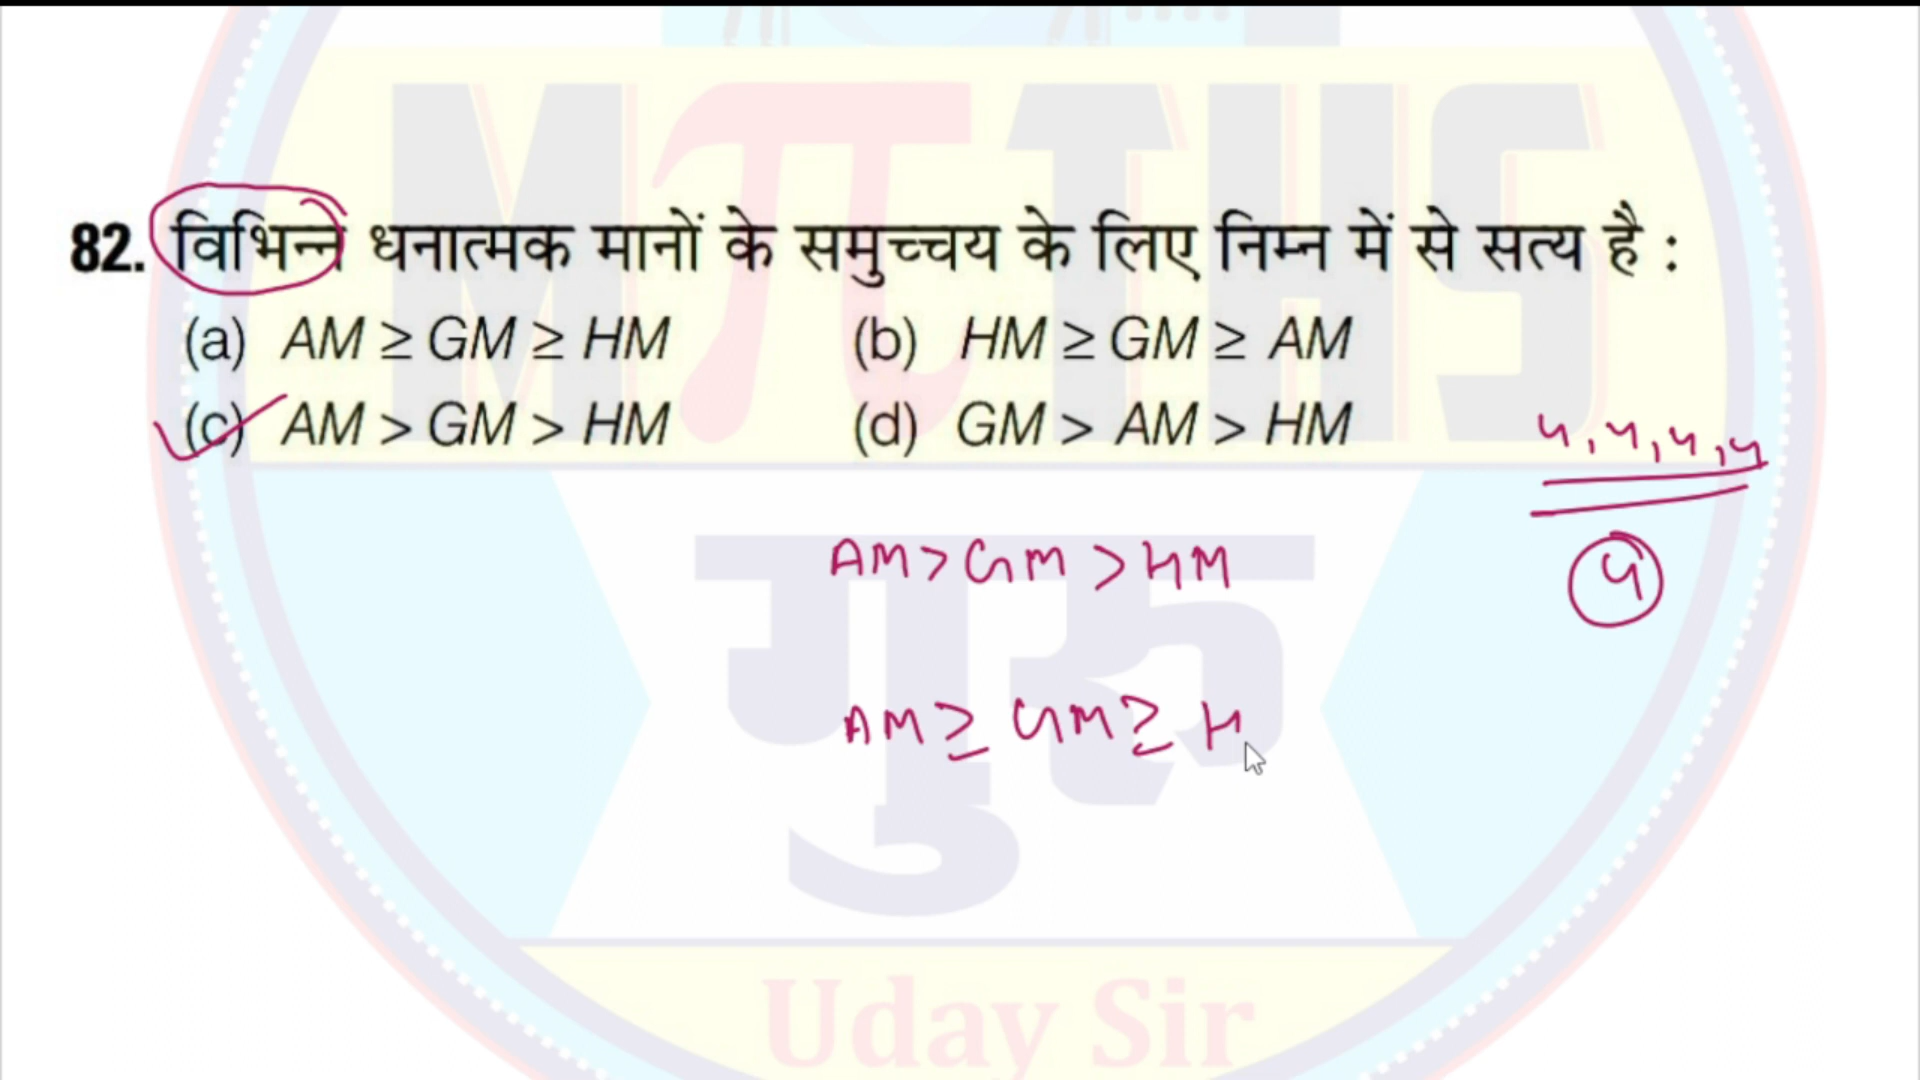 MπTHS
82. विभिन्न धनात्मक मानों के समुच्चय के लिए निम्न में से सत्य है :
(a) AM ≥ GM ≥ HM (b) HM ≥ GM ≥ AM
(c) AM > GM > HM (d) GM > AM > HM
4, 4, 4, 4
AM > GM > HM
4
गुरु
AM ≥ GM ≥ H
Uday Sir